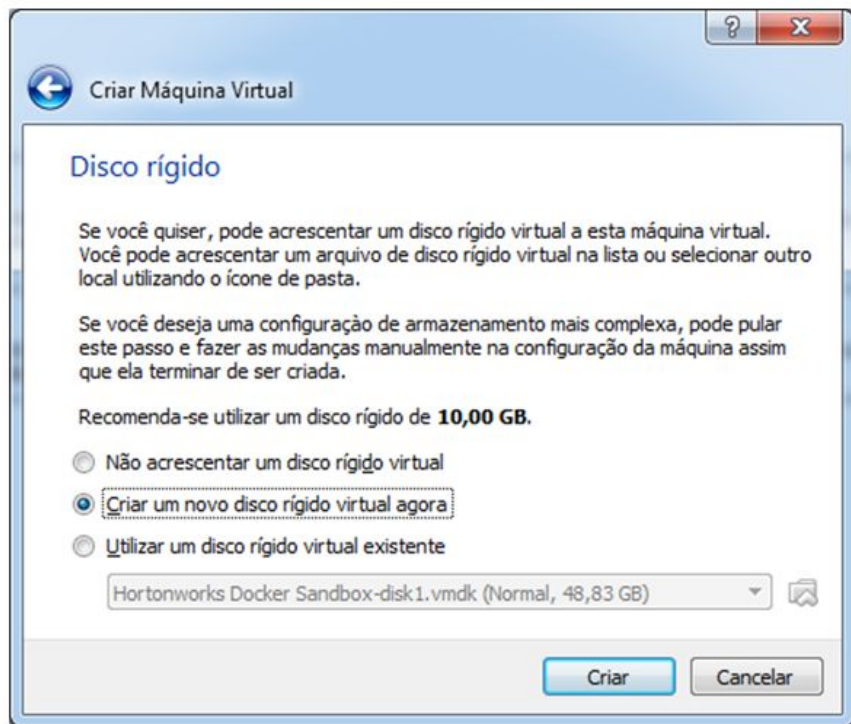 ?
X
Criar Máquina Virtual
Disco rígido
Se você quiser, pode acrescentar um disco rígido virtual a esta máquina virtual.
Você pode acrescentar um arquivo de disco rígido virtual na lista ou selecionar outro
local utilizando o ícone de pasta.
Se você deseja uma configuração de armazenamento mais complexa, pode pular
este passo e fazer as mudanças manualmente na configuração da máquina assim
que ela terminar de ser criada.
Recomenda-se utilizar um disco rígido de 10,00 GB.
Não acrescentar um disco rígido virtual
Criar um novo disco rígido virtual agora
Utilizar um disco rígido virtual existente
Hortonworks Docker Sandbox-disk1.vmdk (Normal, 48,83 GB)
Criar
Cancelar